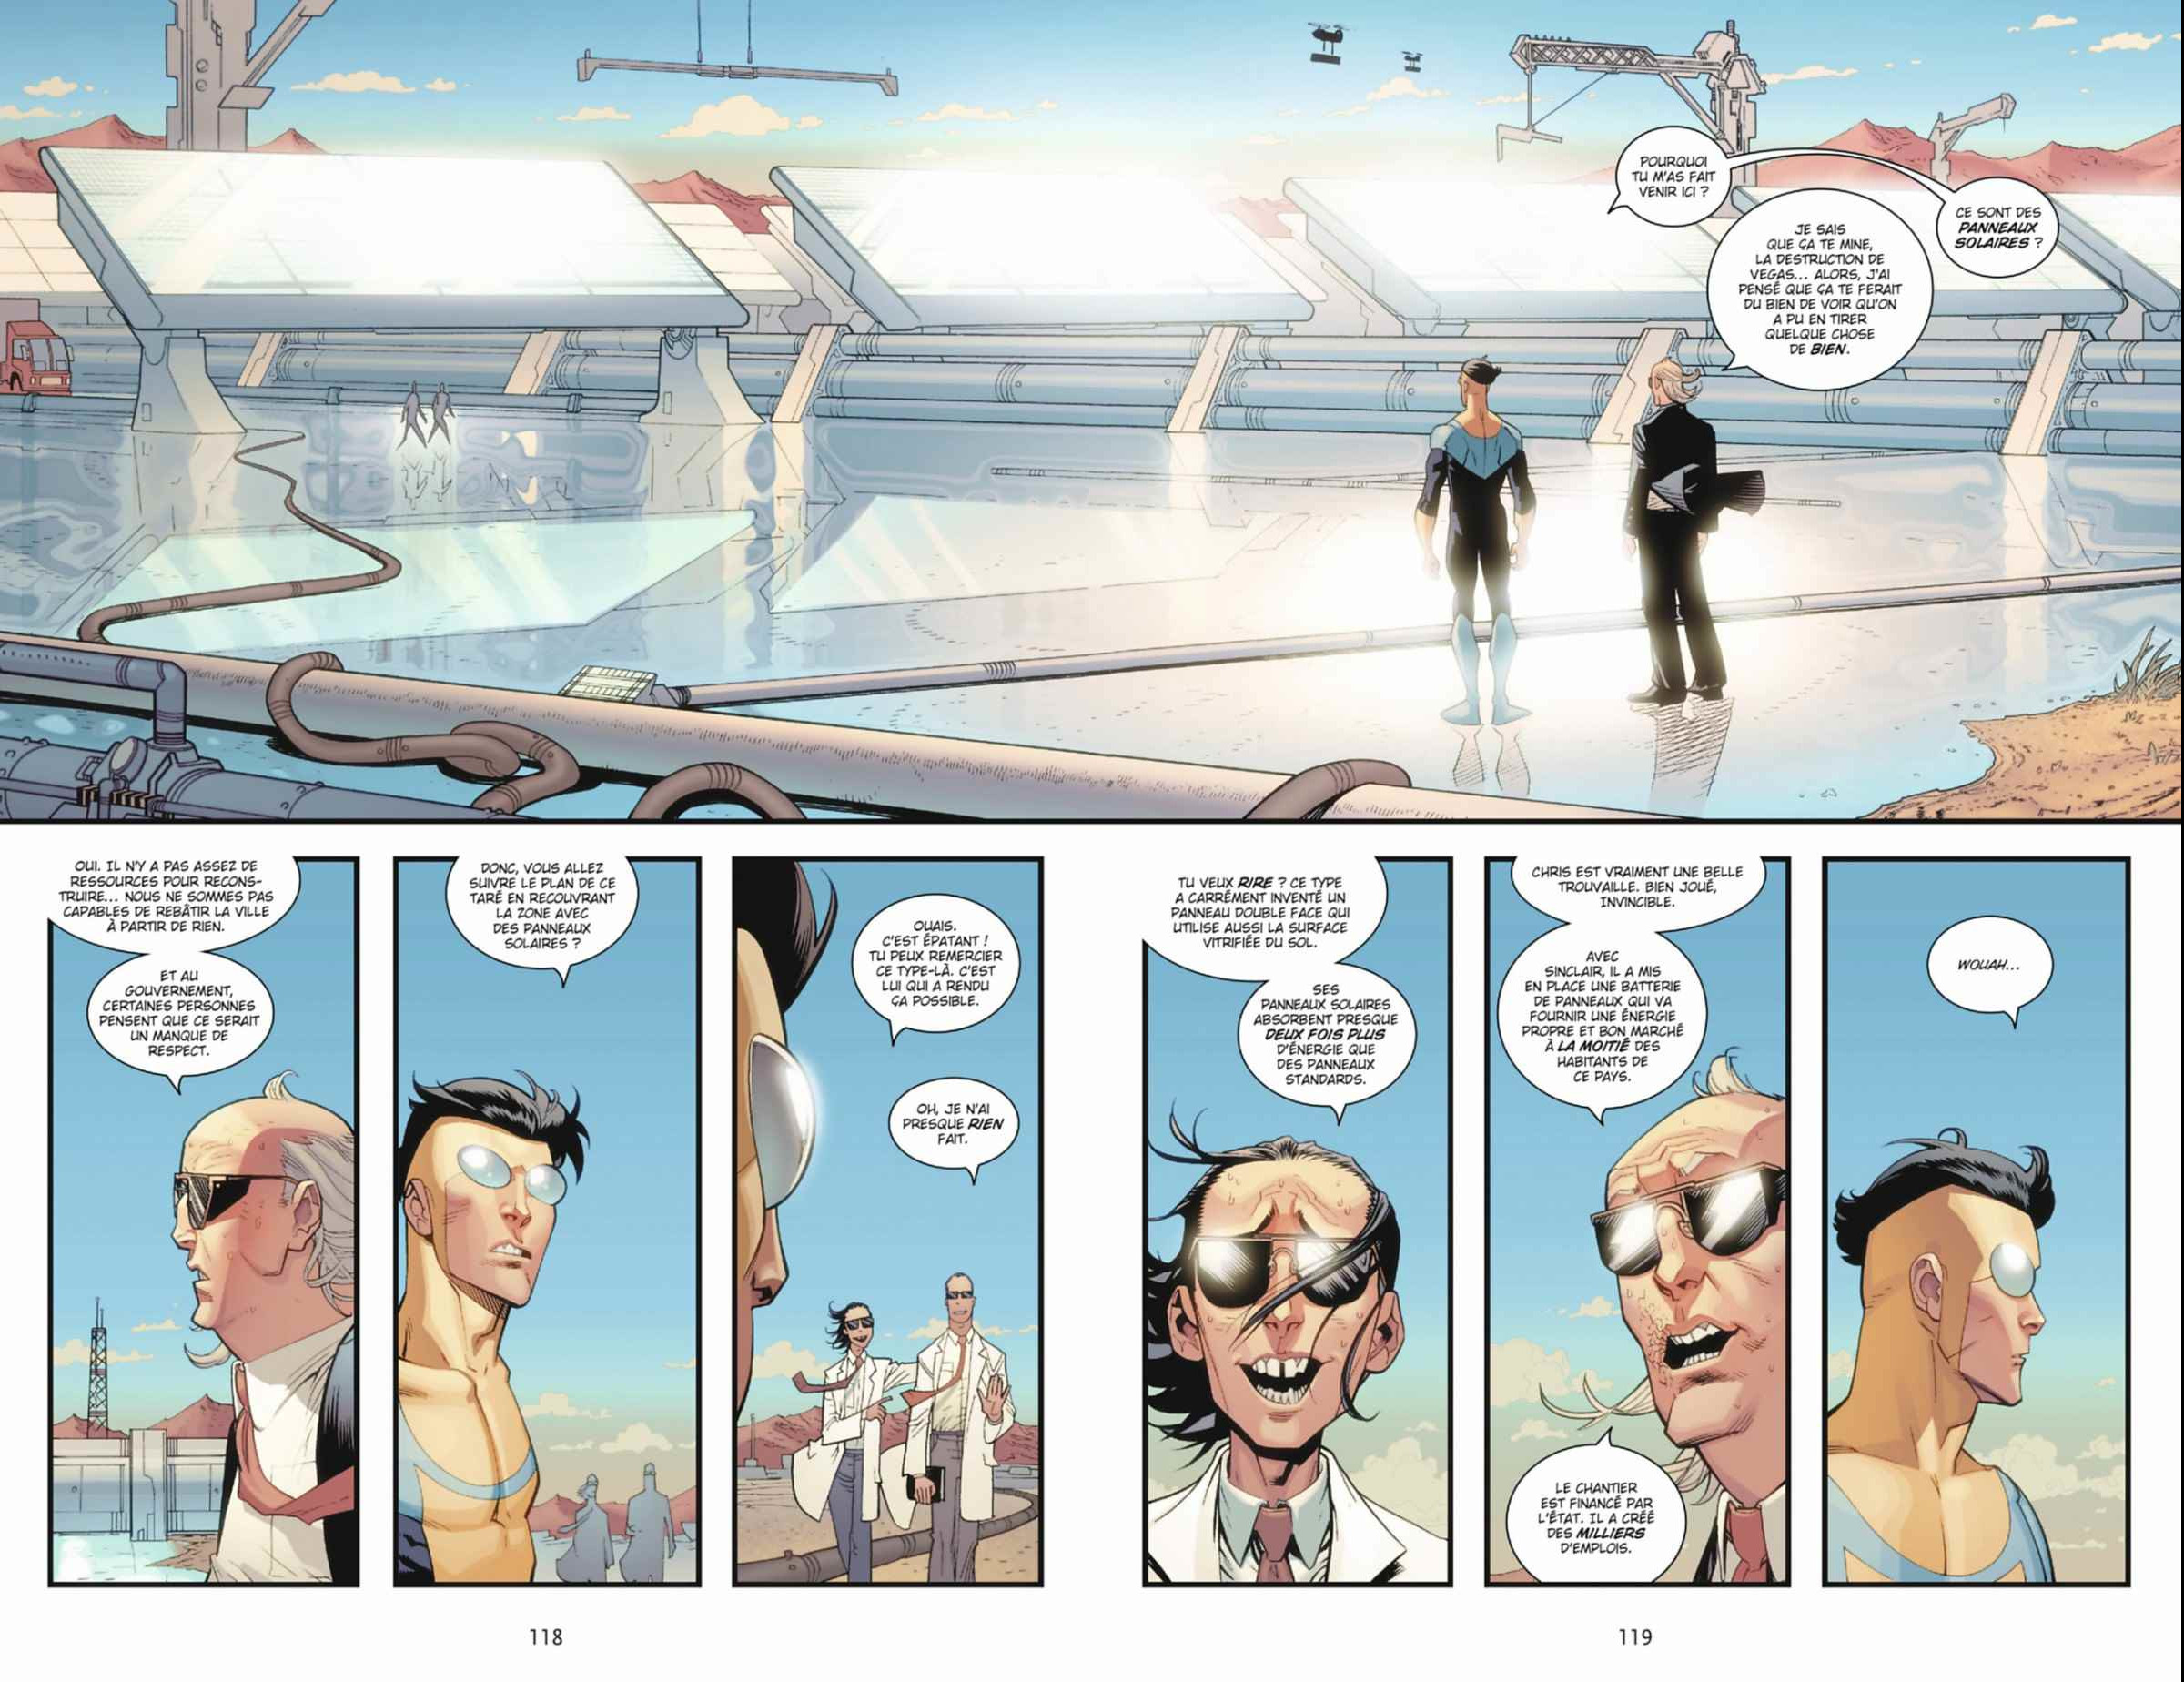 POURQUOI
TU M'AS FAIT
VENIR ICI ?
CE SONT DES
PANNEAUX
SOLAIRES ?
JE SAIS
QUE ÇA TE MINE,
LA DESTRUCTION DE
VEGAS... ALORS, J'AI
PENSÉ QUE ÇA TE FERAIT
DU BIEN DE VOIR QU'ON
A PU EN TIRER
QUELQUE CHOSE
DE BIEN.
OUI. IL N'Y A PAS ASSEZ DE
RESSOURCES POUR RECONS-
TRUIRE... NOUS NE SOMMES PAS
CAPABLES DE REBÂTIR LA VILLE
À PARTIR DE RIEN.
ET AU
GOUVERNEMENT,
CERTAINES PERSONNES
PENSENT QUE CE SERAIT
UN MANQUE DE
RESPECT.
DONC, VOUS ALLEZ
SUIVRE LE PLAN DE CE
TARÉ EN RECOUVRANT
LA ZONE AVEC
DES PANNEAUX
SOLAIRES ?
OUAIS.
C'EST ÉPATANT !
TU PEUX REMERCIER
CE TYPE-LÀ. C'EST
LUI QUI A RENDU
ÇA POSSIBLE.
OH, JE N'AI
PRESQUE RIEN
FAIT.
TU VEUX RIRE ? CE TYPE
A CARRÉMENT INVENTÉ UN
PANNEAU DOUBLE FACE QUI
UTILISE AUSSI LA SURFACE
VITRIFIÉE DU SOL.
SES
PANNEAUX SOLAIRES
ABSORBENT PRESQUE
DEUX FOIS PLUS
D'ÉNERGIE QUE
DES PANNEAUX
STANDARDS.
CHRIS EST VRAIMENT UNE BELLE
TROUVAILLE. BIEN JOUÉ,
INVINCIBLE.
AVEC
SINCLAIR, IL A MIS
EN PLACE UNE BATTERIE
DE PANNEAUX QUI VA
FOURNIR UNE ÉNERGIE
PROPRE ET BON MARCHÉ
À LA MOITIÉ DES
HABITANTS DE
CE PAYS.
LE CHANTIER
EST FINANCÉ PAR
L'ÉTAT. IL A CRÉÉ
DES MILLIERS
D'EMPLOIS.
WOUAH...
118
119